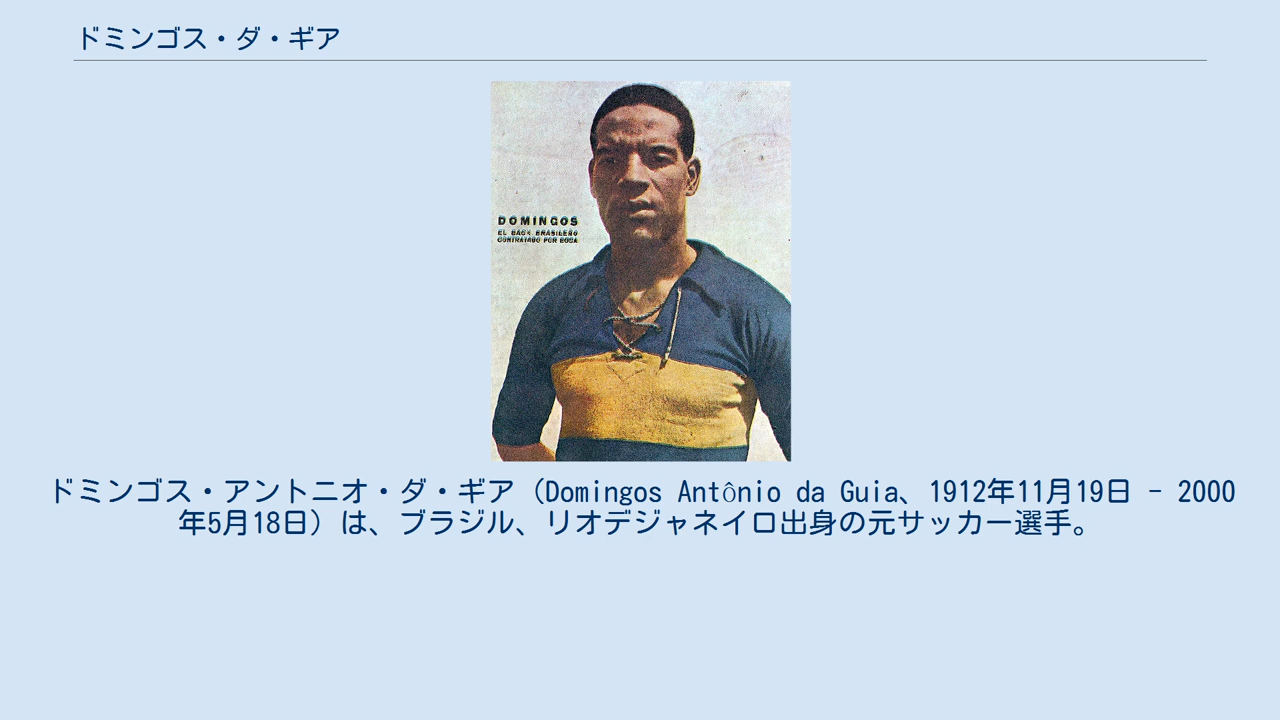 ドミンゴス・ダ・ギア
DOMINGOS
EL BACK BRASILEÑO
CONTRATADO POR BOCA
ドミンゴス・アントニオ・ダ・ギア（Domingos Antônio da Guia、1912年11月19日 - 2000
年5月18日）は、ブラジル、リオデジャネイロ出身の元サッカー選手。